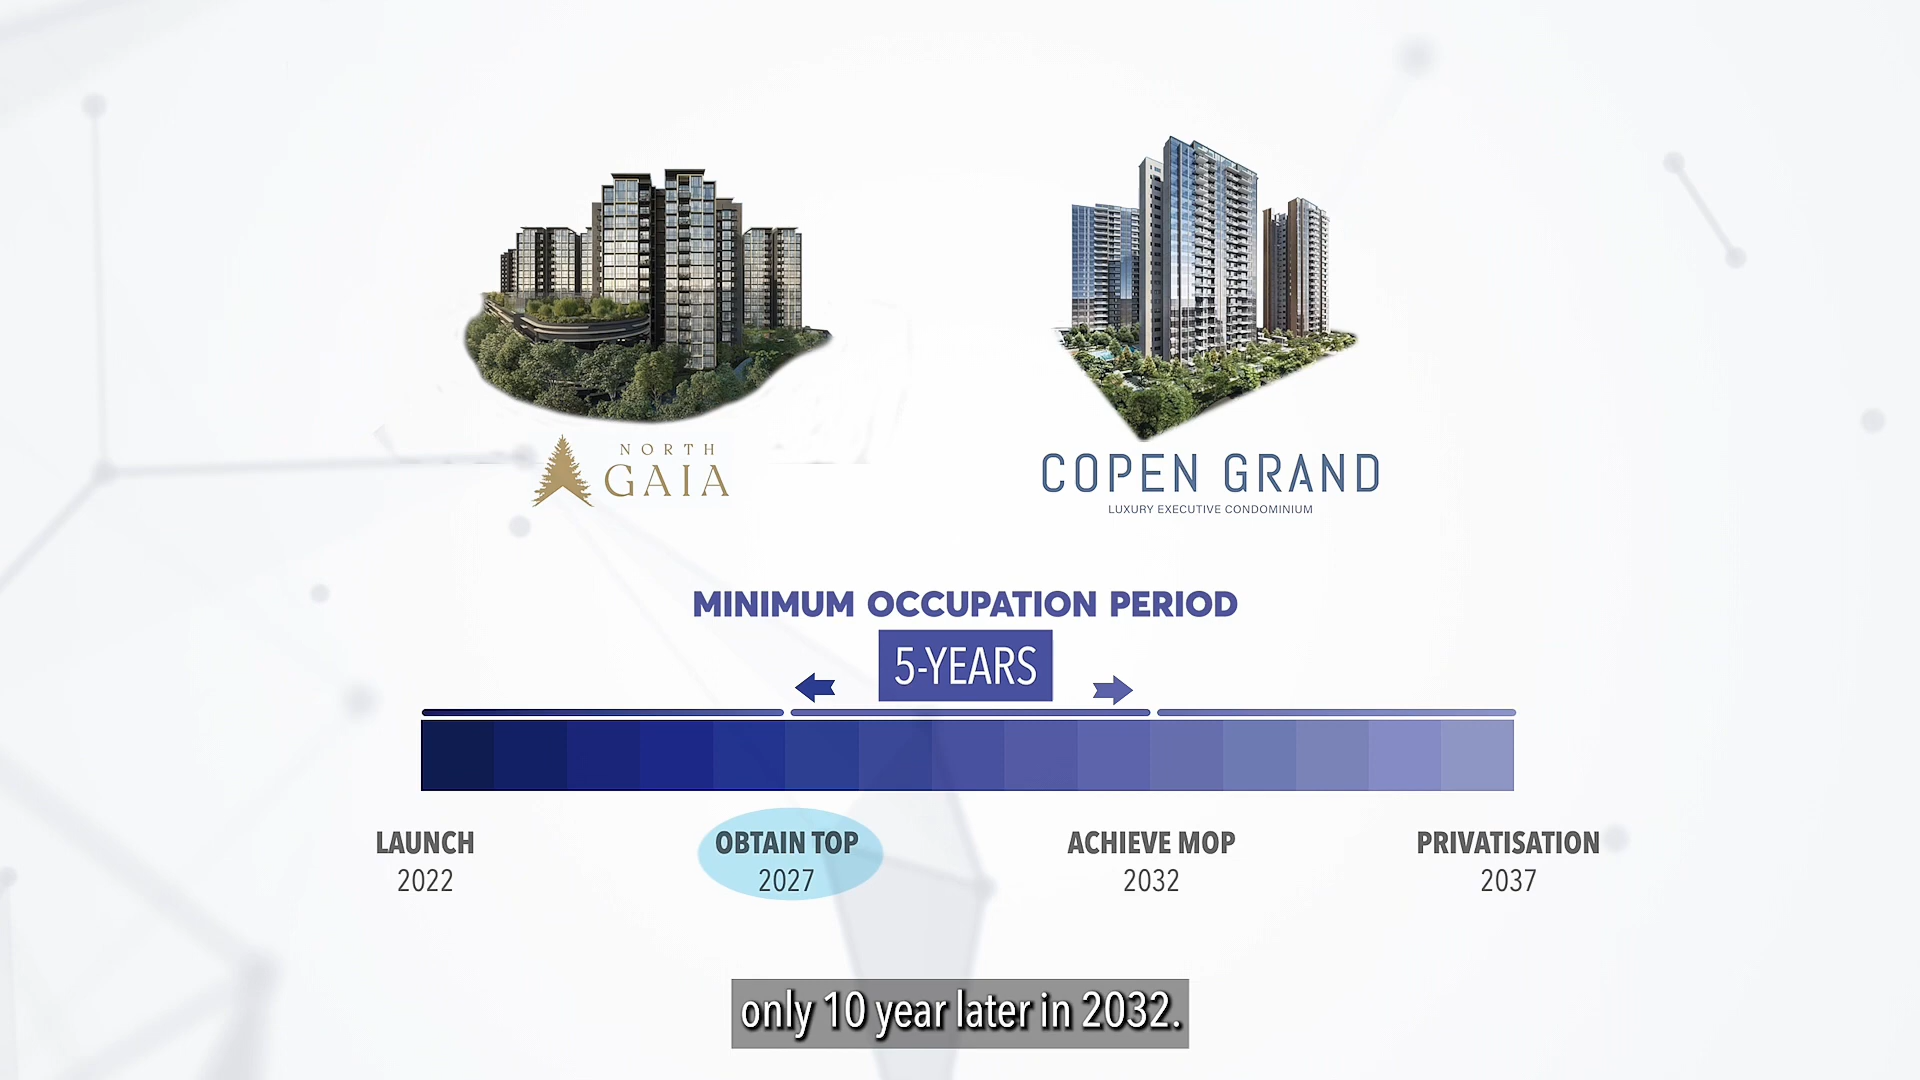 NORTH
GAIA
COPEN GRAND
LUXURY EXECUTIVE CONDOMINIUM
MINIMUM OCCUPATION PERIOD
5-YEARS
LAUNCH
2022
OBTAIN TOP
2027
ACHIEVE MOP
2032
PRIVATISATION
2037
only 10 year later in 2032.